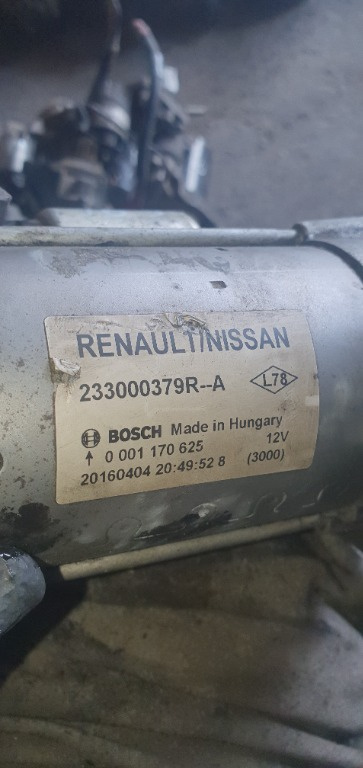 RENAULT/NISSAN
233000379R--A L78
BOSCH Made in Hungary 12V
0 001 170 625 (3000)
20160404 20:49:52 8